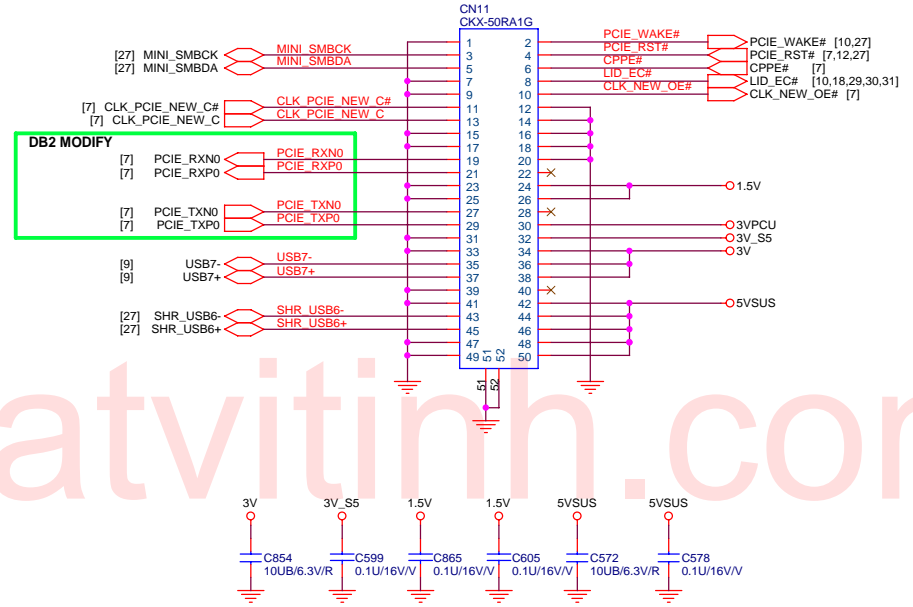 CN11
CKX-50RA1G
1 2 PCIE_WAKE# PCIE_WAKE# [10,27]
[27] MINI_SMBCK MINI_SMBCK 3 4 PCIE_RST# PCIE_RST# [7,12,27]
[27] MINI_SMBDA MINI_SMBDA 5 6 CPPE# CPPE# [7]
7 8 LID_EC# LID_EC# [10,18,29,30,31]
9 10 CLK_NEW_OE# CLK_NEW_OE# [7]
[7] CLK_PCIE_NEW_C# CLK_PCIE_NEW_C# 11 12
[7] CLK_PCIE_NEW_C CLK_PCIE_NEW_C 13 14
15 16
DB2 MODIFY 17 18
[7] PCIE_RXN0 PCIE_RXN0 19 20
[7] PCIE_RXP0 PCIE_RXP0 21 22
23 24 1.5V
25 26
[7] PCIE_TXN0 PCIE_TXN0 27 28
[7] PCIE_TXP0 PCIE_TXP0 29 30 3VPCU
31 32 3V_S5
33 34 3V
[9] USB7- USB7- 35 36
[9] USB7+ USB7+ 37 38
39 40
41 42 5VSUS
[27] SHR_USB6- SHR_USB6- 43 44
[27] SHR_USB6+ SHR_USB6+ 45 46
47 48
49 51 52 50
51 52
atvitinh.com
3V 3V_S5 1.5V 1.5V 5VSUS 5VSUS
C854 C599 C865 C605 C572 C578
10UB/6.3V/R 0.1U/16V/V 0.1U/16V/V 0.1U/16V/V 10UB/6.3V/R 0.1U/16V/V